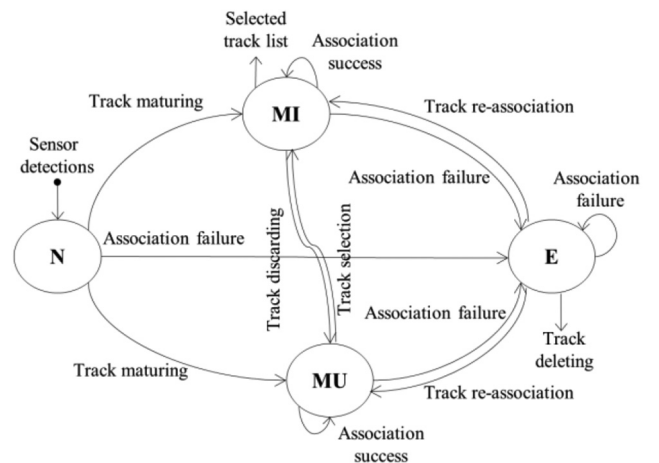 Selected
track list
Association
success
MI
Track maturing
Track re-association
Sensor
detections
Association failure
Association
failure
N
Association failure
E
Track discarding
Track selection
Association failure
Track
deleting
Track maturing
MU
Track re-association
Association
success